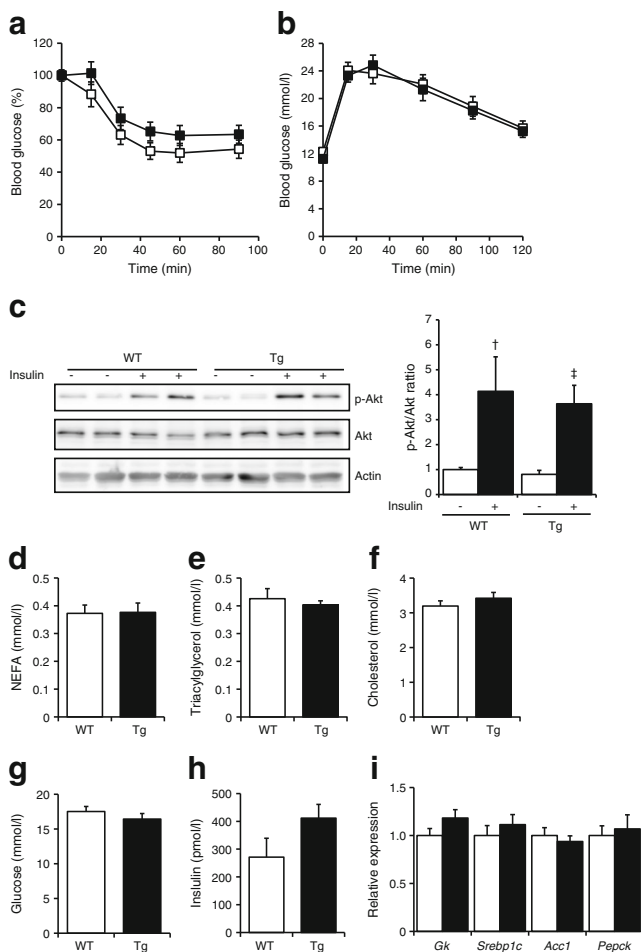 a
b
Blood glucose (%)
120
100
80
60
40
20
0
0 20 40 60 80 100
Time (min)
Blood glucose (mmol/l)
28
24
20
16
12
8
4
0
0 20 40 60 80 100 120
Time (min)
c
WT Tg
Insulin - - + + - - + +
p-Akt
Akt
Actin
p-Akt/Akt rattio
7
6
5
4
3
2
1
0
† ‡
Insulin - + - +
WT Tg
d
NEFA (mmol/l)
0.5
0.4
0.3
0.2
0.1
0
WT Tg
e
Triacylglycerol (mmol/l)
0.5
0.4
0.3
0.2
0.1
0
WT Tg
f
Cholesterol (mmol/l)
4
3
2
1
0
WT Tg
g
Glucose (mmol/l)
20
15
10
5
0
WT Tg
h
Inslulin (pmol/l)
500
400
300
200
100
0
WT Tg
i
Relative expression
1.5
1.0
0.5
0
Gk Srebp1c Acc1 Pepck